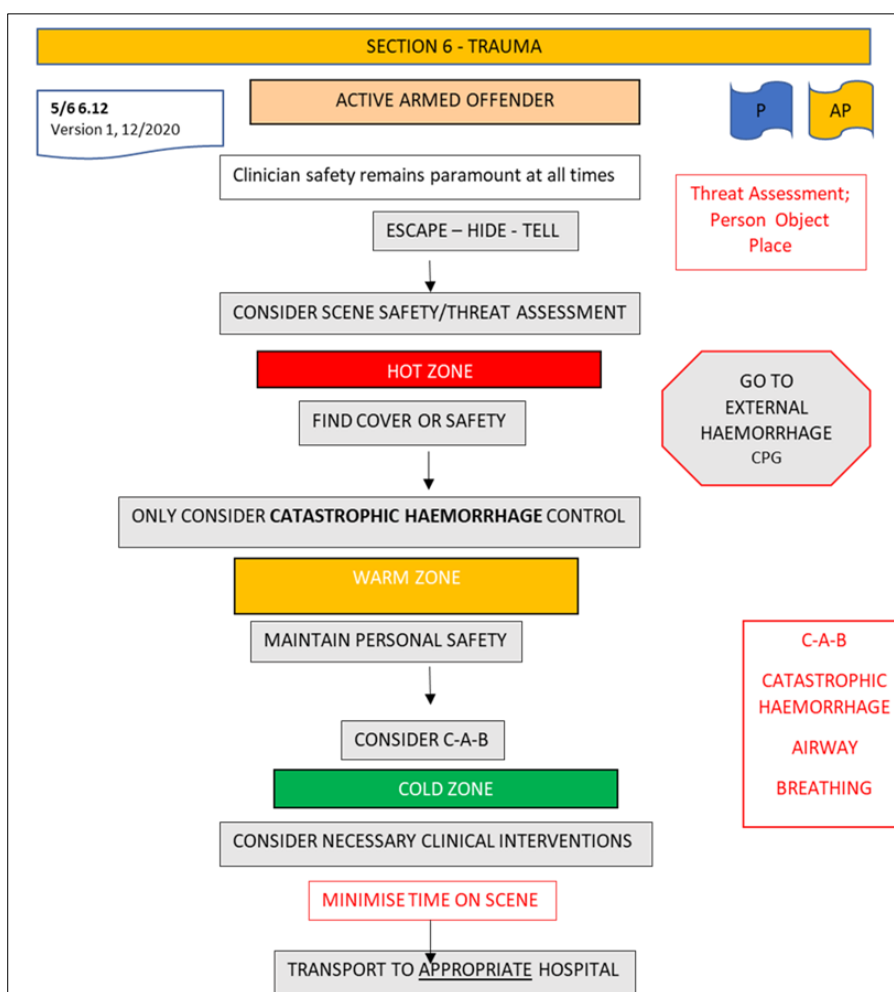 SECTION 6 - TRAUMA
5/6 6.12
Version 1, 12/2020
ACTIVE ARMED OFFENDER
P
AP
Clinician safety remains paramount at all times
Threat Assessment;
Person Object
Place
ESCAPE – HIDE - TELL
CONSIDER SCENE SAFETY/THREAT ASSESSMENT
HOT ZONE
GO TO
EXTERNAL
HAEMORRHAGE
CPG
FIND COVER OR SAFETY
ONLY CONSIDER CATASTROPHIC HAEMORRHAGE CONTROL
WARM ZONE
MAINTAIN PERSONAL SAFETY
C-A-B
CATASTROPHIC
HAEMORRHAGE
AIRWAY
BREATHING
CONSIDER C-A-B
COLD ZONE
CONSIDER NECESSARY CLINICAL INTERVENTIONS
MINIMISE TIME ON SCENE
TRANSPORT TO APPROPRIATE HOSPITAL